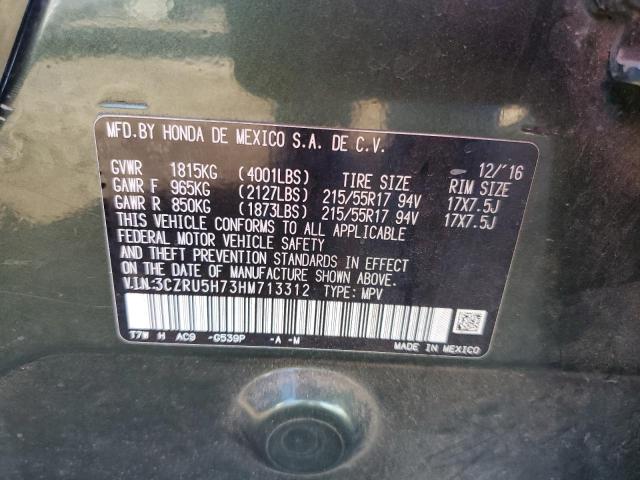 MFD.BY HONDA DE MEXICO S.A. DE C.V.
12/'16
GVWR 1815KG (4001LBS) TIRE SIZE RIM SIZE
GAWR F 965KG (2127LBS) 215/55R17 94V 17X7.5J
GAWR R 850KG (1873LBS) 215/55R17 94V 17X7.5J
THIS VEHICLE CONFORMS TO ALL APPLICABLE
FEDERAL MOTOR VEHICLE SAFETY
AND THEFT PREVENTION STANDARDS IN EFFECT
ON THE DATE OF MANUFACTURE SHOWN ABOVE.
V.I.N.:3CZRU5H73HM713312 TYPE: MPV
T7W H AC9 -G539P -A -M
MADE IN MEXICO